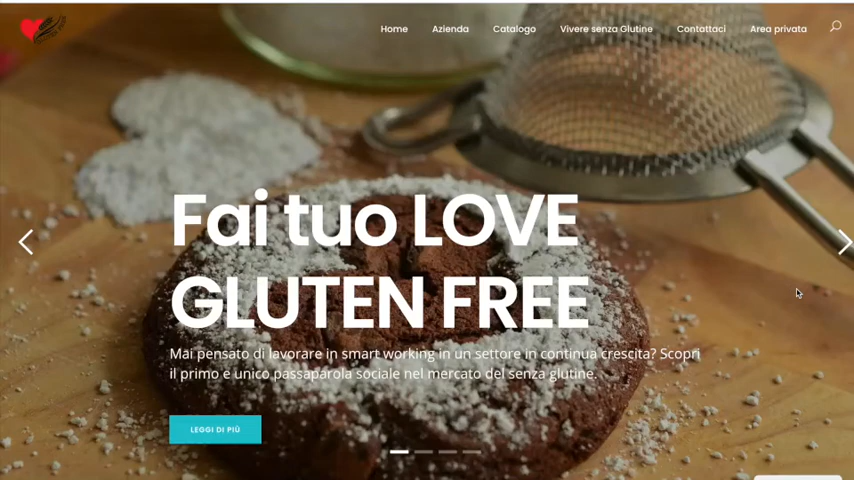 Home Azienda Catalogo Vivere senza Glutine Contattaci Area privata
Fai tuo LOVE
GLUTEN FREE
Mai pensato di lavorare in smart working in un settore in continua crescita? Scopri
il primo e unico passaparola sociale nel mercato del senza glutine.
LEGGI DI PIÙ